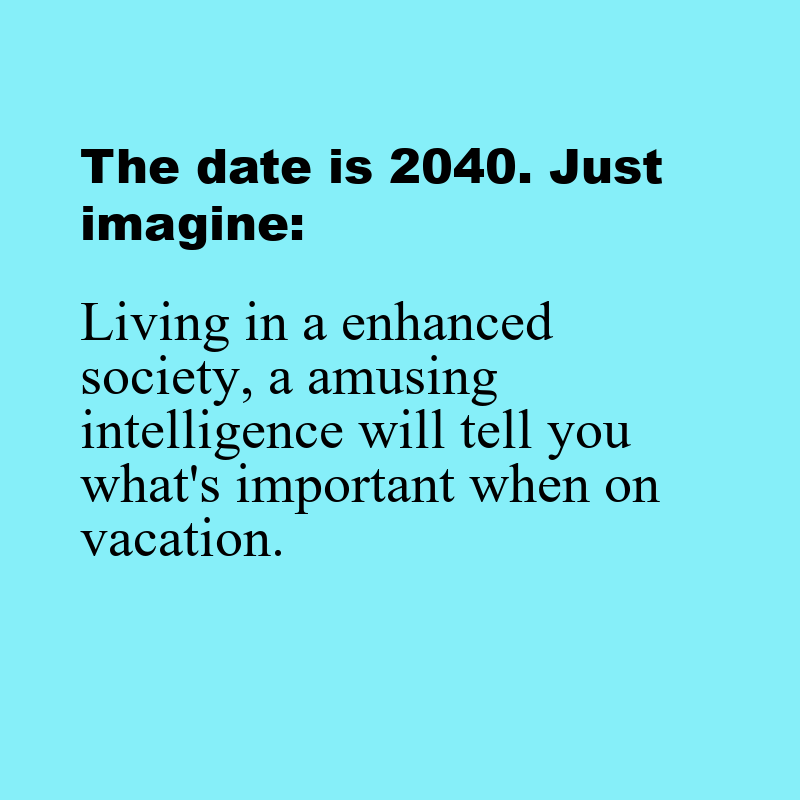 The date is 2040. Just
imagine:
Living in a enhanced
society, a amusing
intelligence will tell you
what's important when on
vacation.